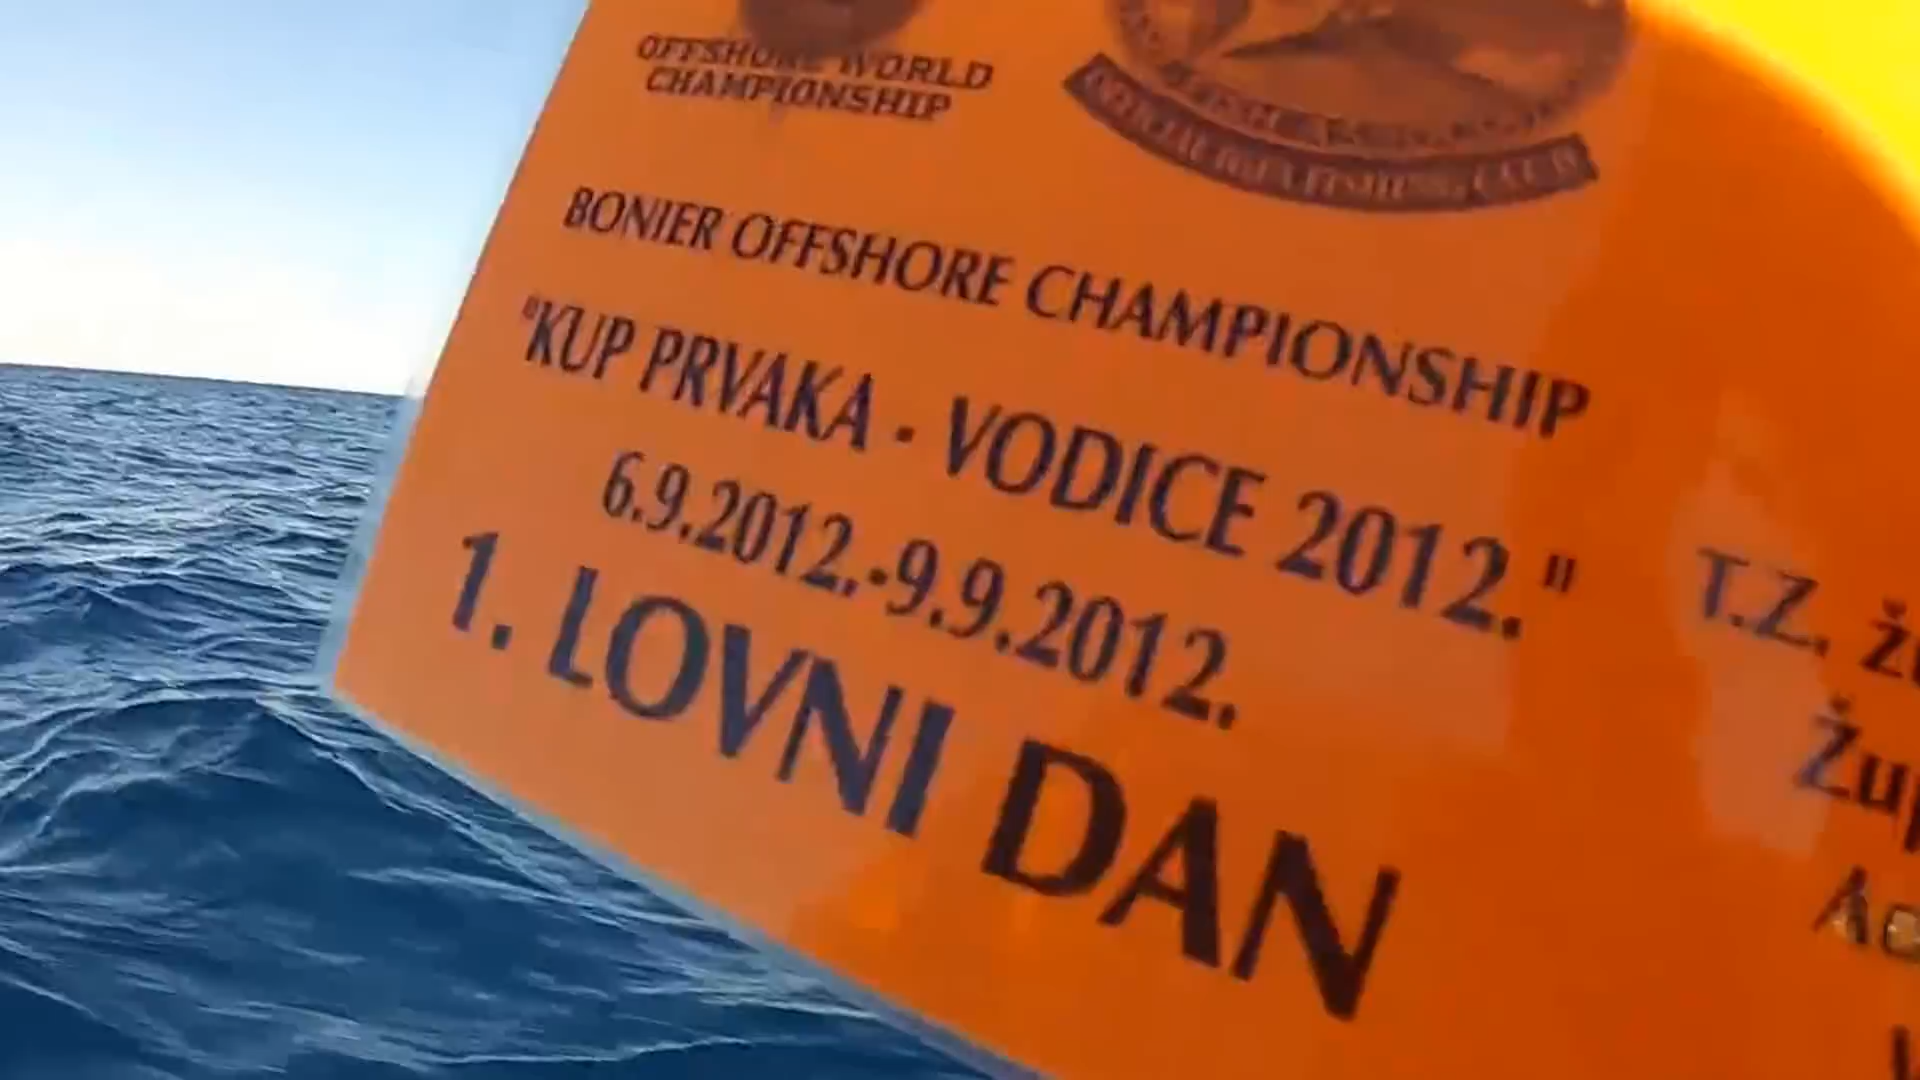 OFFSHORE WORLD
CHAMPIONSHIP
BONIER OFFSHORE CHAMPIONSHIP
"KUP PRVAKA - VODICE 2012."
6.9.2012.-9.9.2012.
1. LOVNI DAN
T.Z.